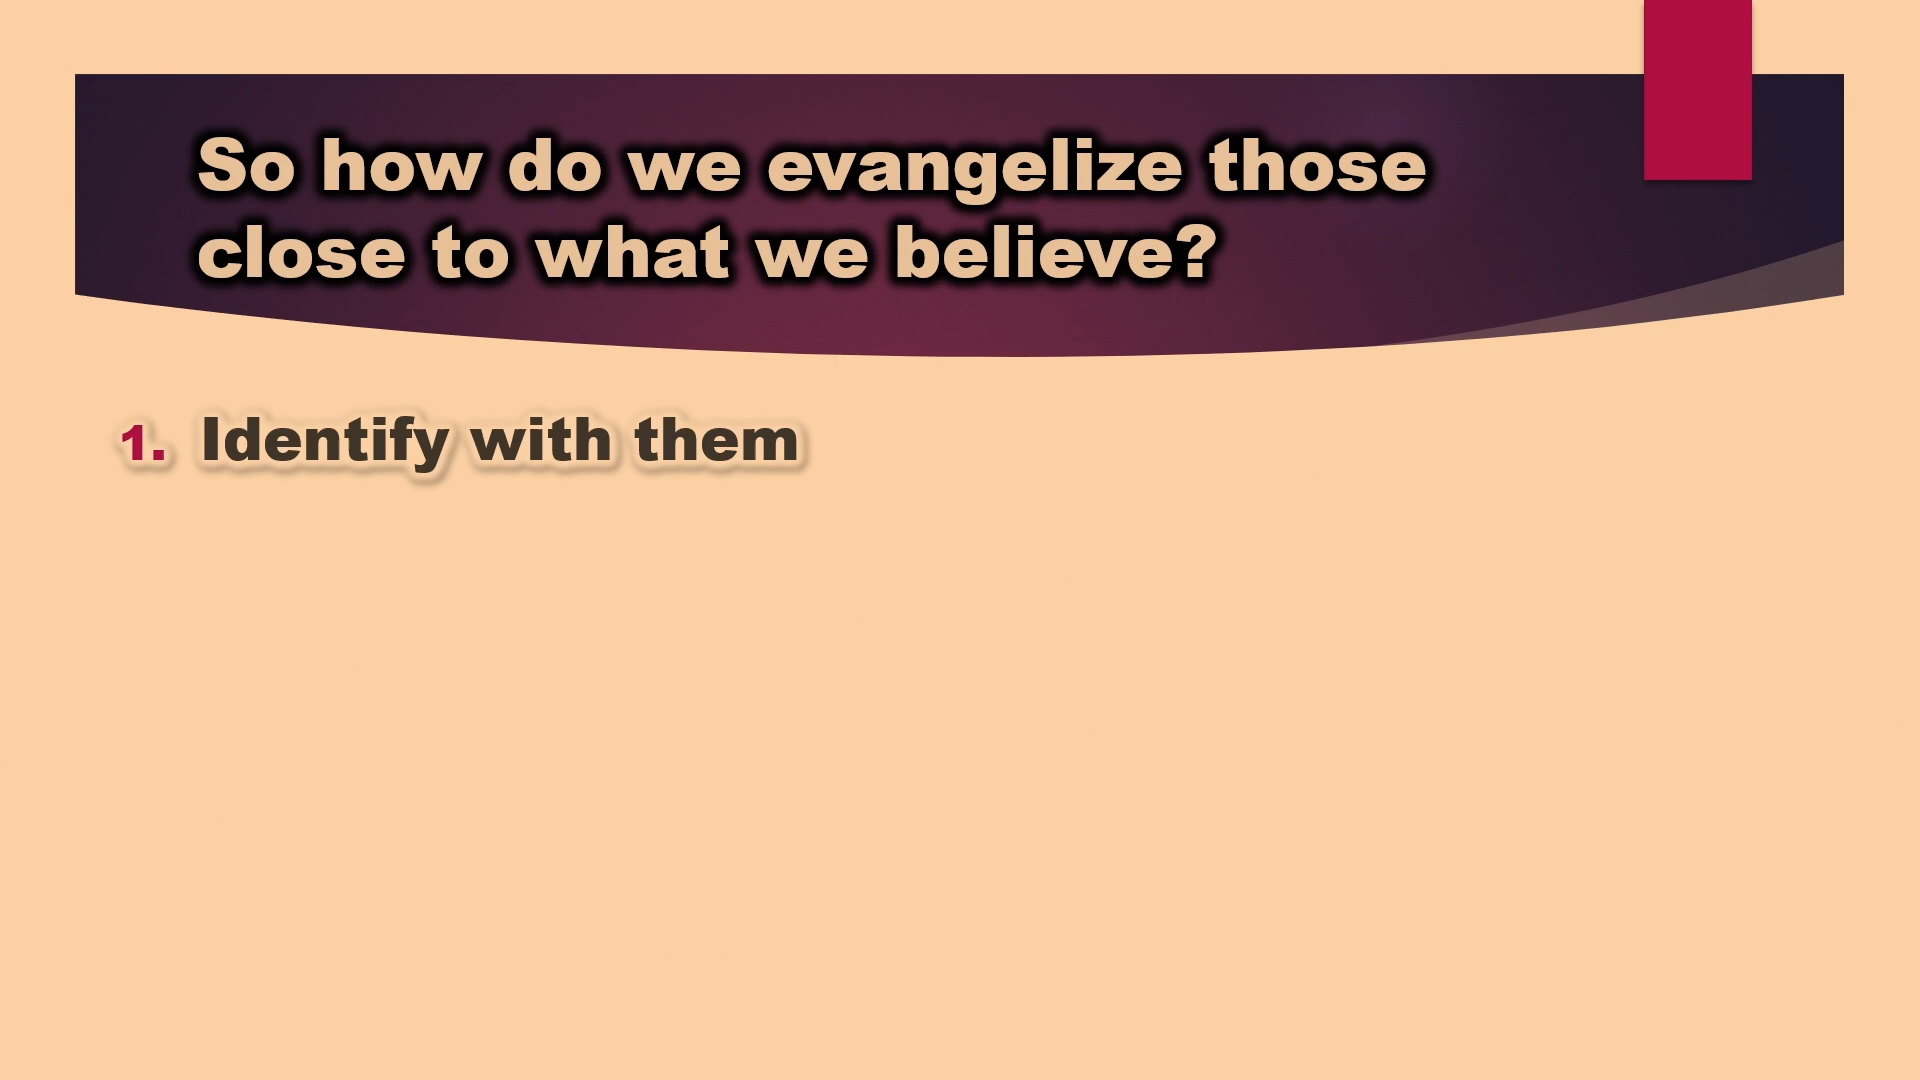 So how do we evangelize those
close to what we believe?
1. Identify with them